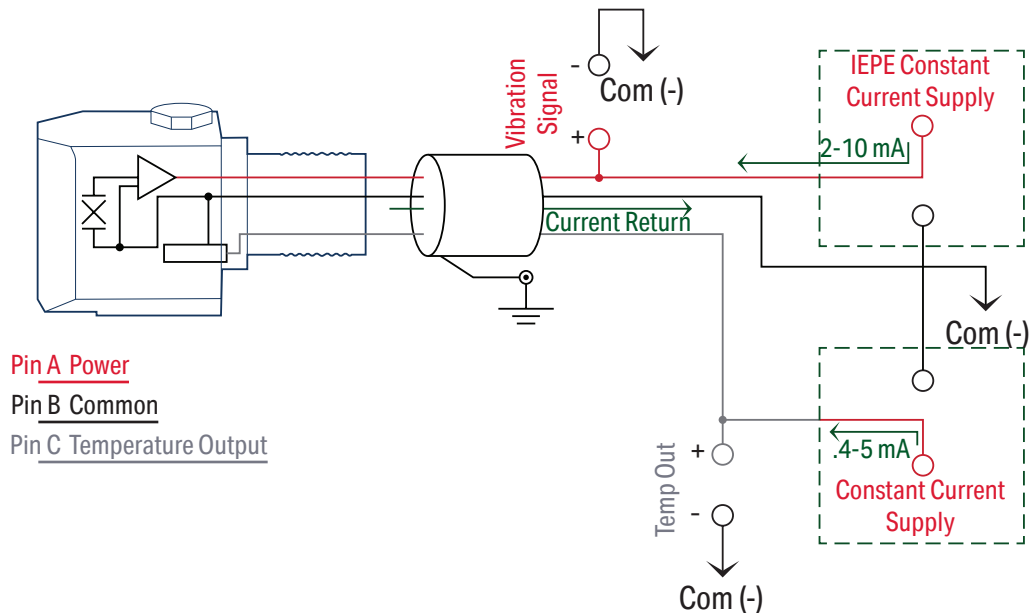 -
Com (-)
Vibration
Signal
+
IEPE Constant
Current Supply
2-10 mA
Current Return
Com (-)
Pin A Power
Pin B Common
Pin C Temperature Output
.4-5 mA
Constant Current
Supply
Temp Out
+
-
Com (-)